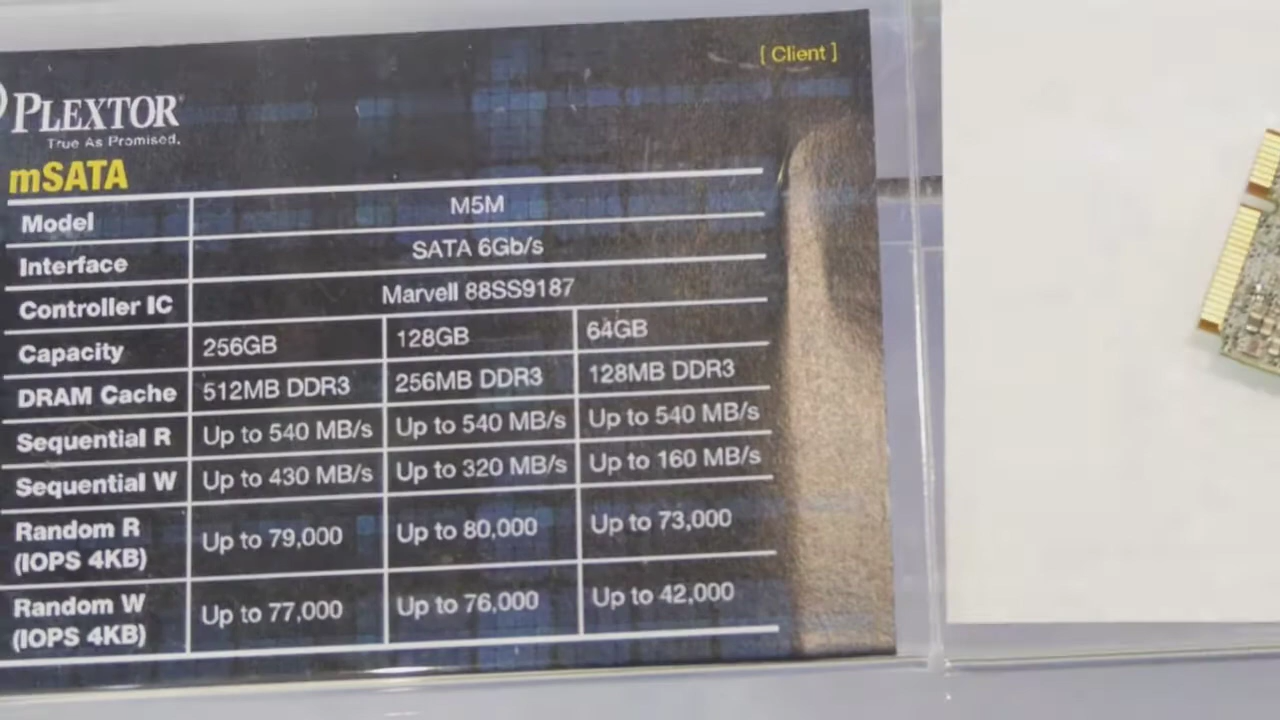 [ Client ]
PLEXTOR
True As Promised.
mSATA
Model M5M
Interface SATA 6Gb/s
Controller IC Marvell 88SS9187
Capacity 256GB 128GB 64GB
DRAM Cache 512MB DDR3 256MB DDR3 128MB DDR3
Sequential R Up to 540 MB/s Up to 540 MB/s Up to 540 MB/s
Sequential W Up to 430 MB/s Up to 320 MB/s Up to 160 MB/s
Random R
(IOPS 4KB) Up to 79,000 Up to 80,000 Up to 73,000
Random W
(IOPS 4KB) Up to 77,000 Up to 76,000 Up to 42,000